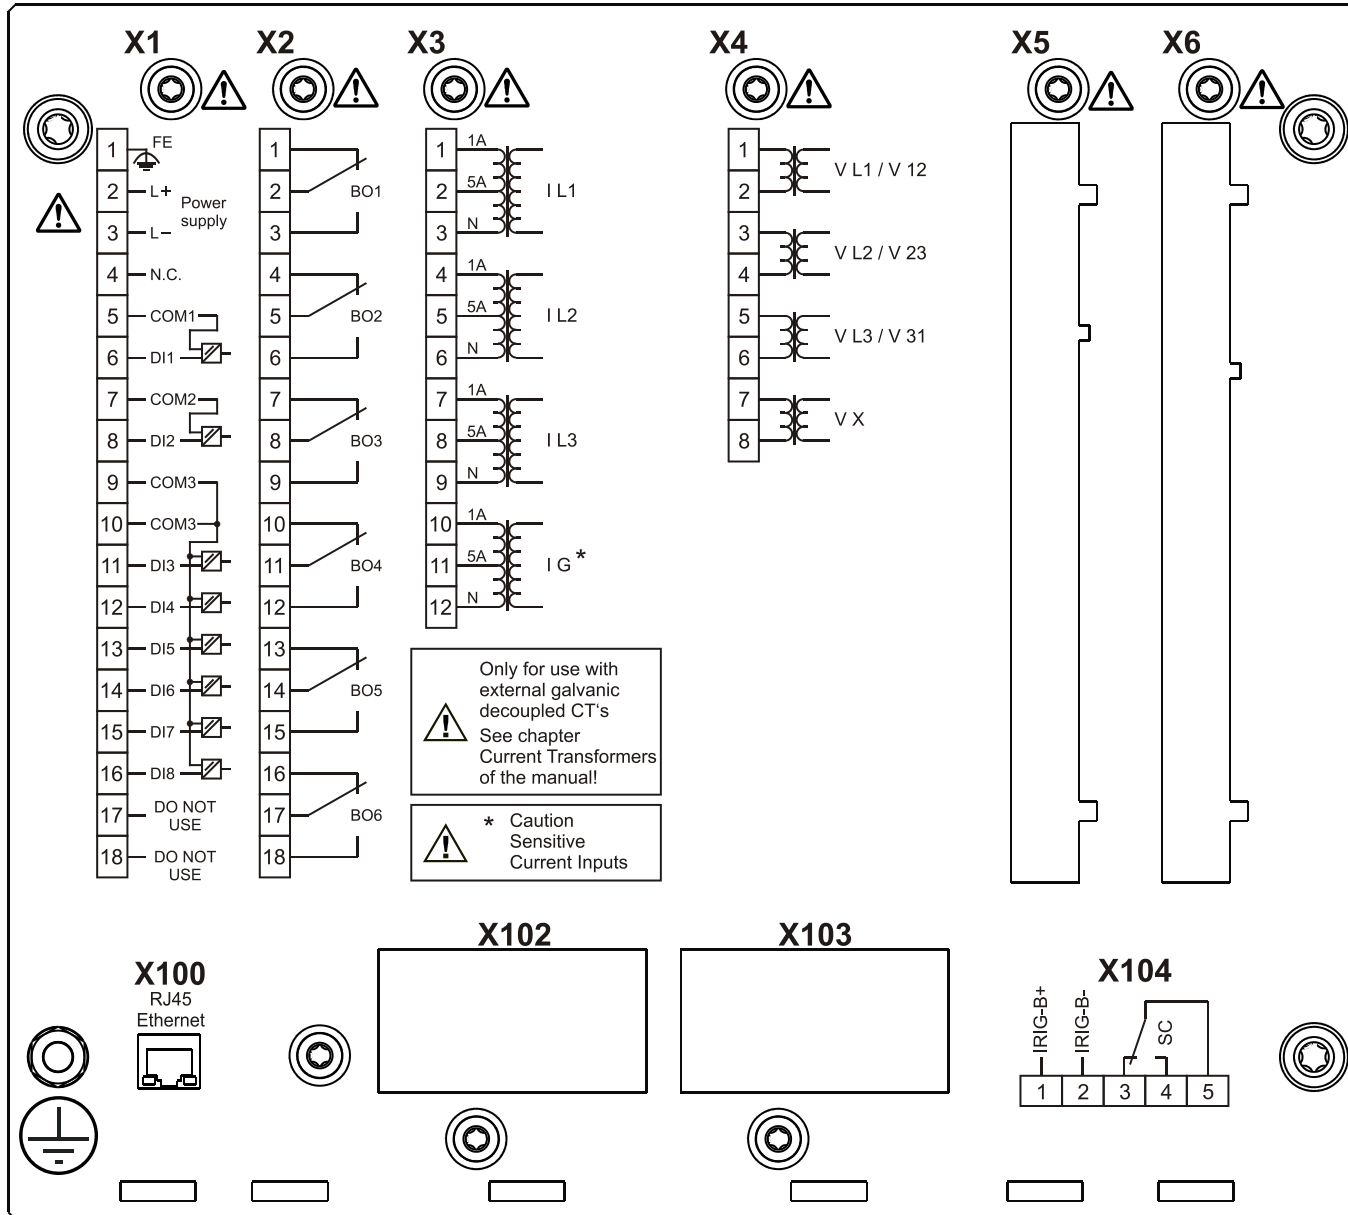 X1
X2
X3
X4
X5
X6
1
FE
2
L+
Power
supply
3
L−
4
N.C.
5
COM1
6
DI1
7
COM2
8
DI2
9
COM3
10
COM3
11
DI3
12
DI4
13
DI5
14
DI6
15
DI7
16
DI8
17
DO NOT
USE
18
DO NOT
USE
1
2
BO1
3
4
5
BO2
6
7
8
BO3
9
10
11
BO4
12
13
14
BO5
15
16
17
BO6
18
1
1A
2
5A
I L1
3
N
4
1A
5
5A
I L2
6
N
7
1A
8
5A
I L3
9
N
10
1A
11
5A
I G *
12
N
1
V L1 / V 12
2
3
V L2 / V 23
4
5
V L3 / V 31
6
7
V X
8
Only for use with
external galvanic
decoupled CT‘s
See chapter
Current Transformers
of the manual!
* Caution
Sensitive
Current Inputs
X100
RJ45
Ethernet
X102
X103
X104
IRIG-B+
IRIG-B-
SC
1 2 3 4 5